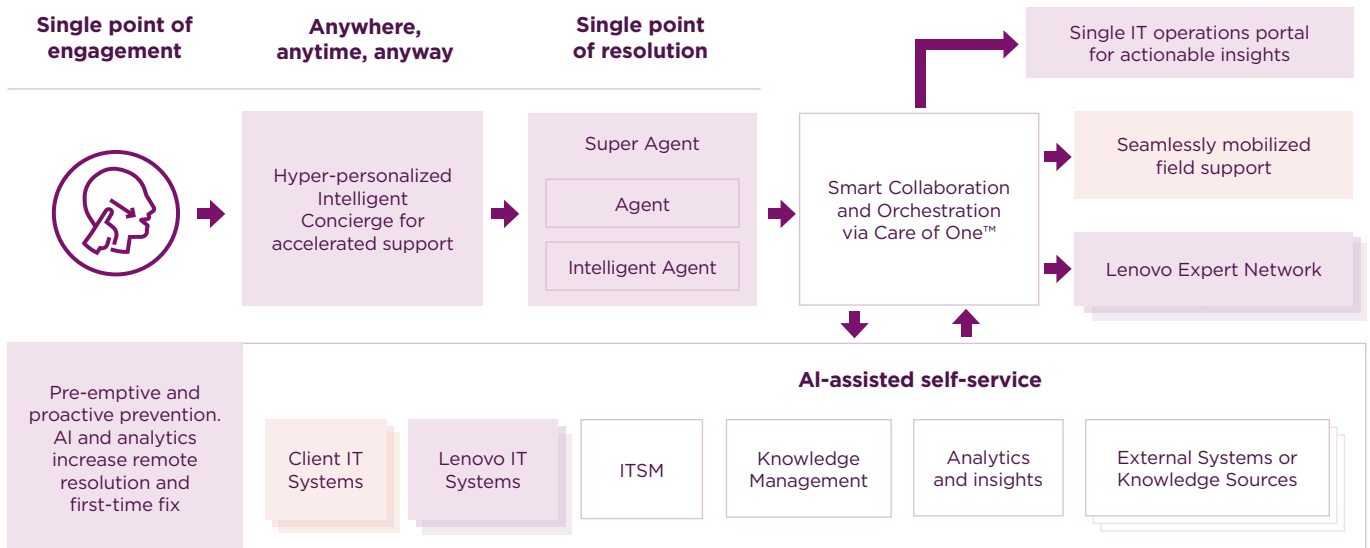 Single point of
engagement
Anywhere,
anytime, anyway
Single point
of resolution
Single IT operations portal
for actionable insights
Hyper-personalized
Intelligent
Concierge for
accelerated support
Super Agent
Agent
Intelligent Agent
Smart Collaboration
and Orchestration
via Care of One™
Seamlessly mobilized
field support
Lenovo Expert Network
Pre-emptive and
proactive prevention.
AI and analytics
increase remote
resolution and
first-time fix
AI-assisted self-service
Client IT
Systems
Lenovo IT
Systems
ITSM
Knowledge
Management
Analytics
and insights
External Systems or
Knowledge Sources